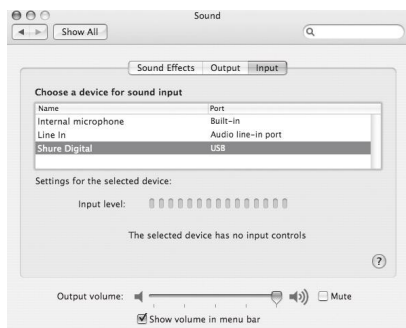 Sound
Show All
Sound Effects Output Input
Choose a device for sound input
Name Port
Internal microphone Built-in
Line In Audio line-in port
Shure Digital USB
Settings for the selected device:
Input level:
The selected device has no input controls
?
Output volume: Mute
Show volume in menu bar